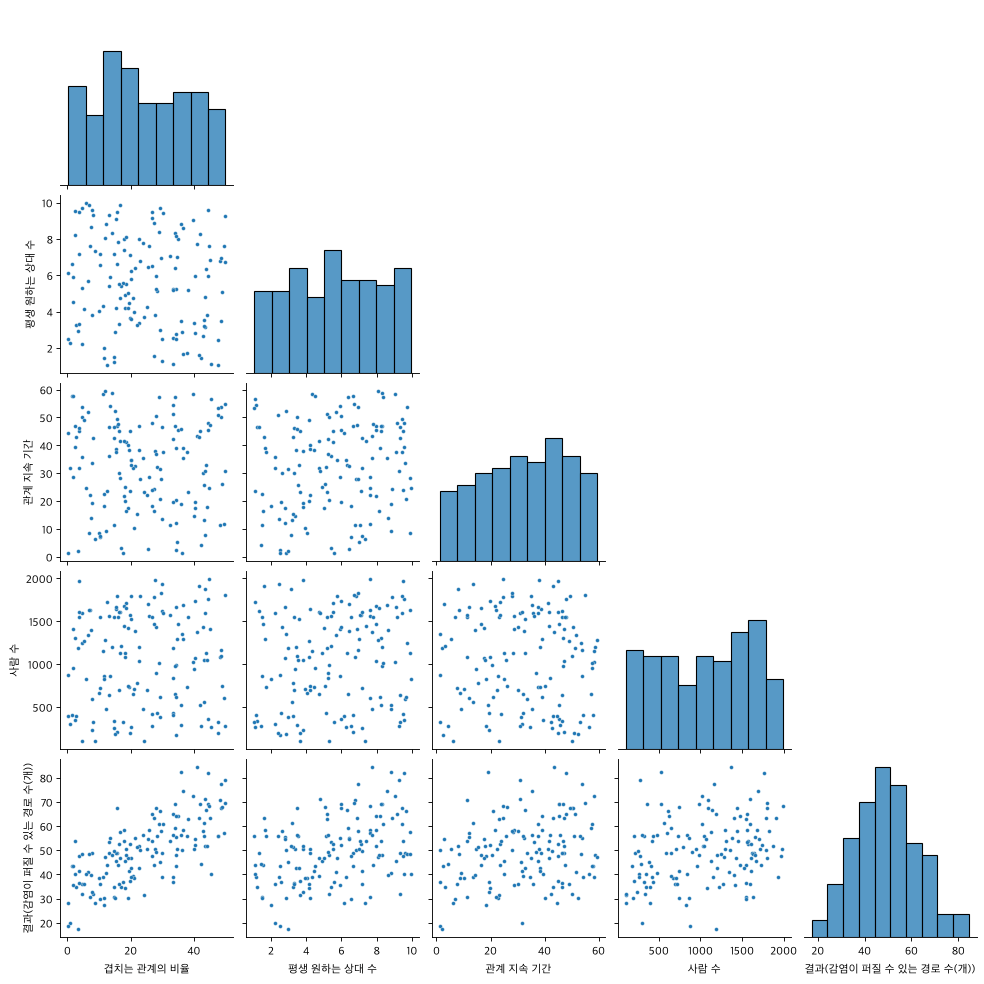 10
8
6
4
2
평생 원하는 상대 수
60
50
40
30
20
10
0
관계 지속 기간
2000
1500
1000
500
사람 수
80
70
60
50
40
30
20
결과(감염이 퍼질 수 있는 경로 수(개))
0 20 40
2 4 6 8 10
0 20 40 60
500 1000 1500 2000
20 40 60 80
겹치는 관계의 비율
평생 원하는 상대 수
관계 지속 기간
사람 수
결과(감염이 퍼질 수 있는 경로 수(개))